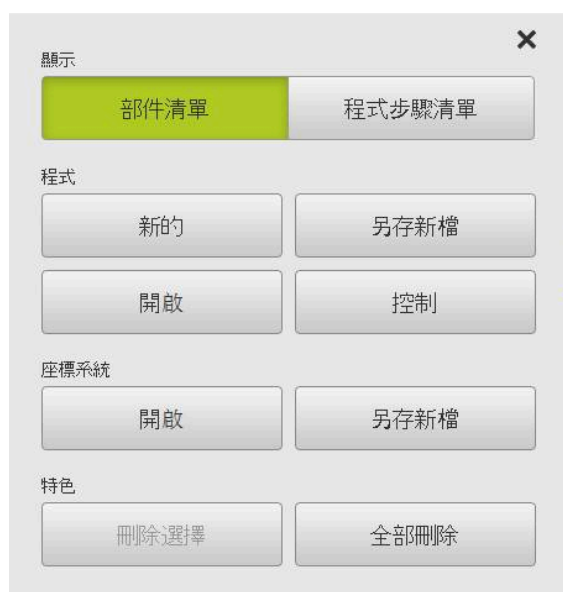 顯示
部件清單 程式步驟清單
程式
新的 另存新檔
開啟 控制
座標系統
開啟 另存新檔
特色
刪除選擇 全部刪除